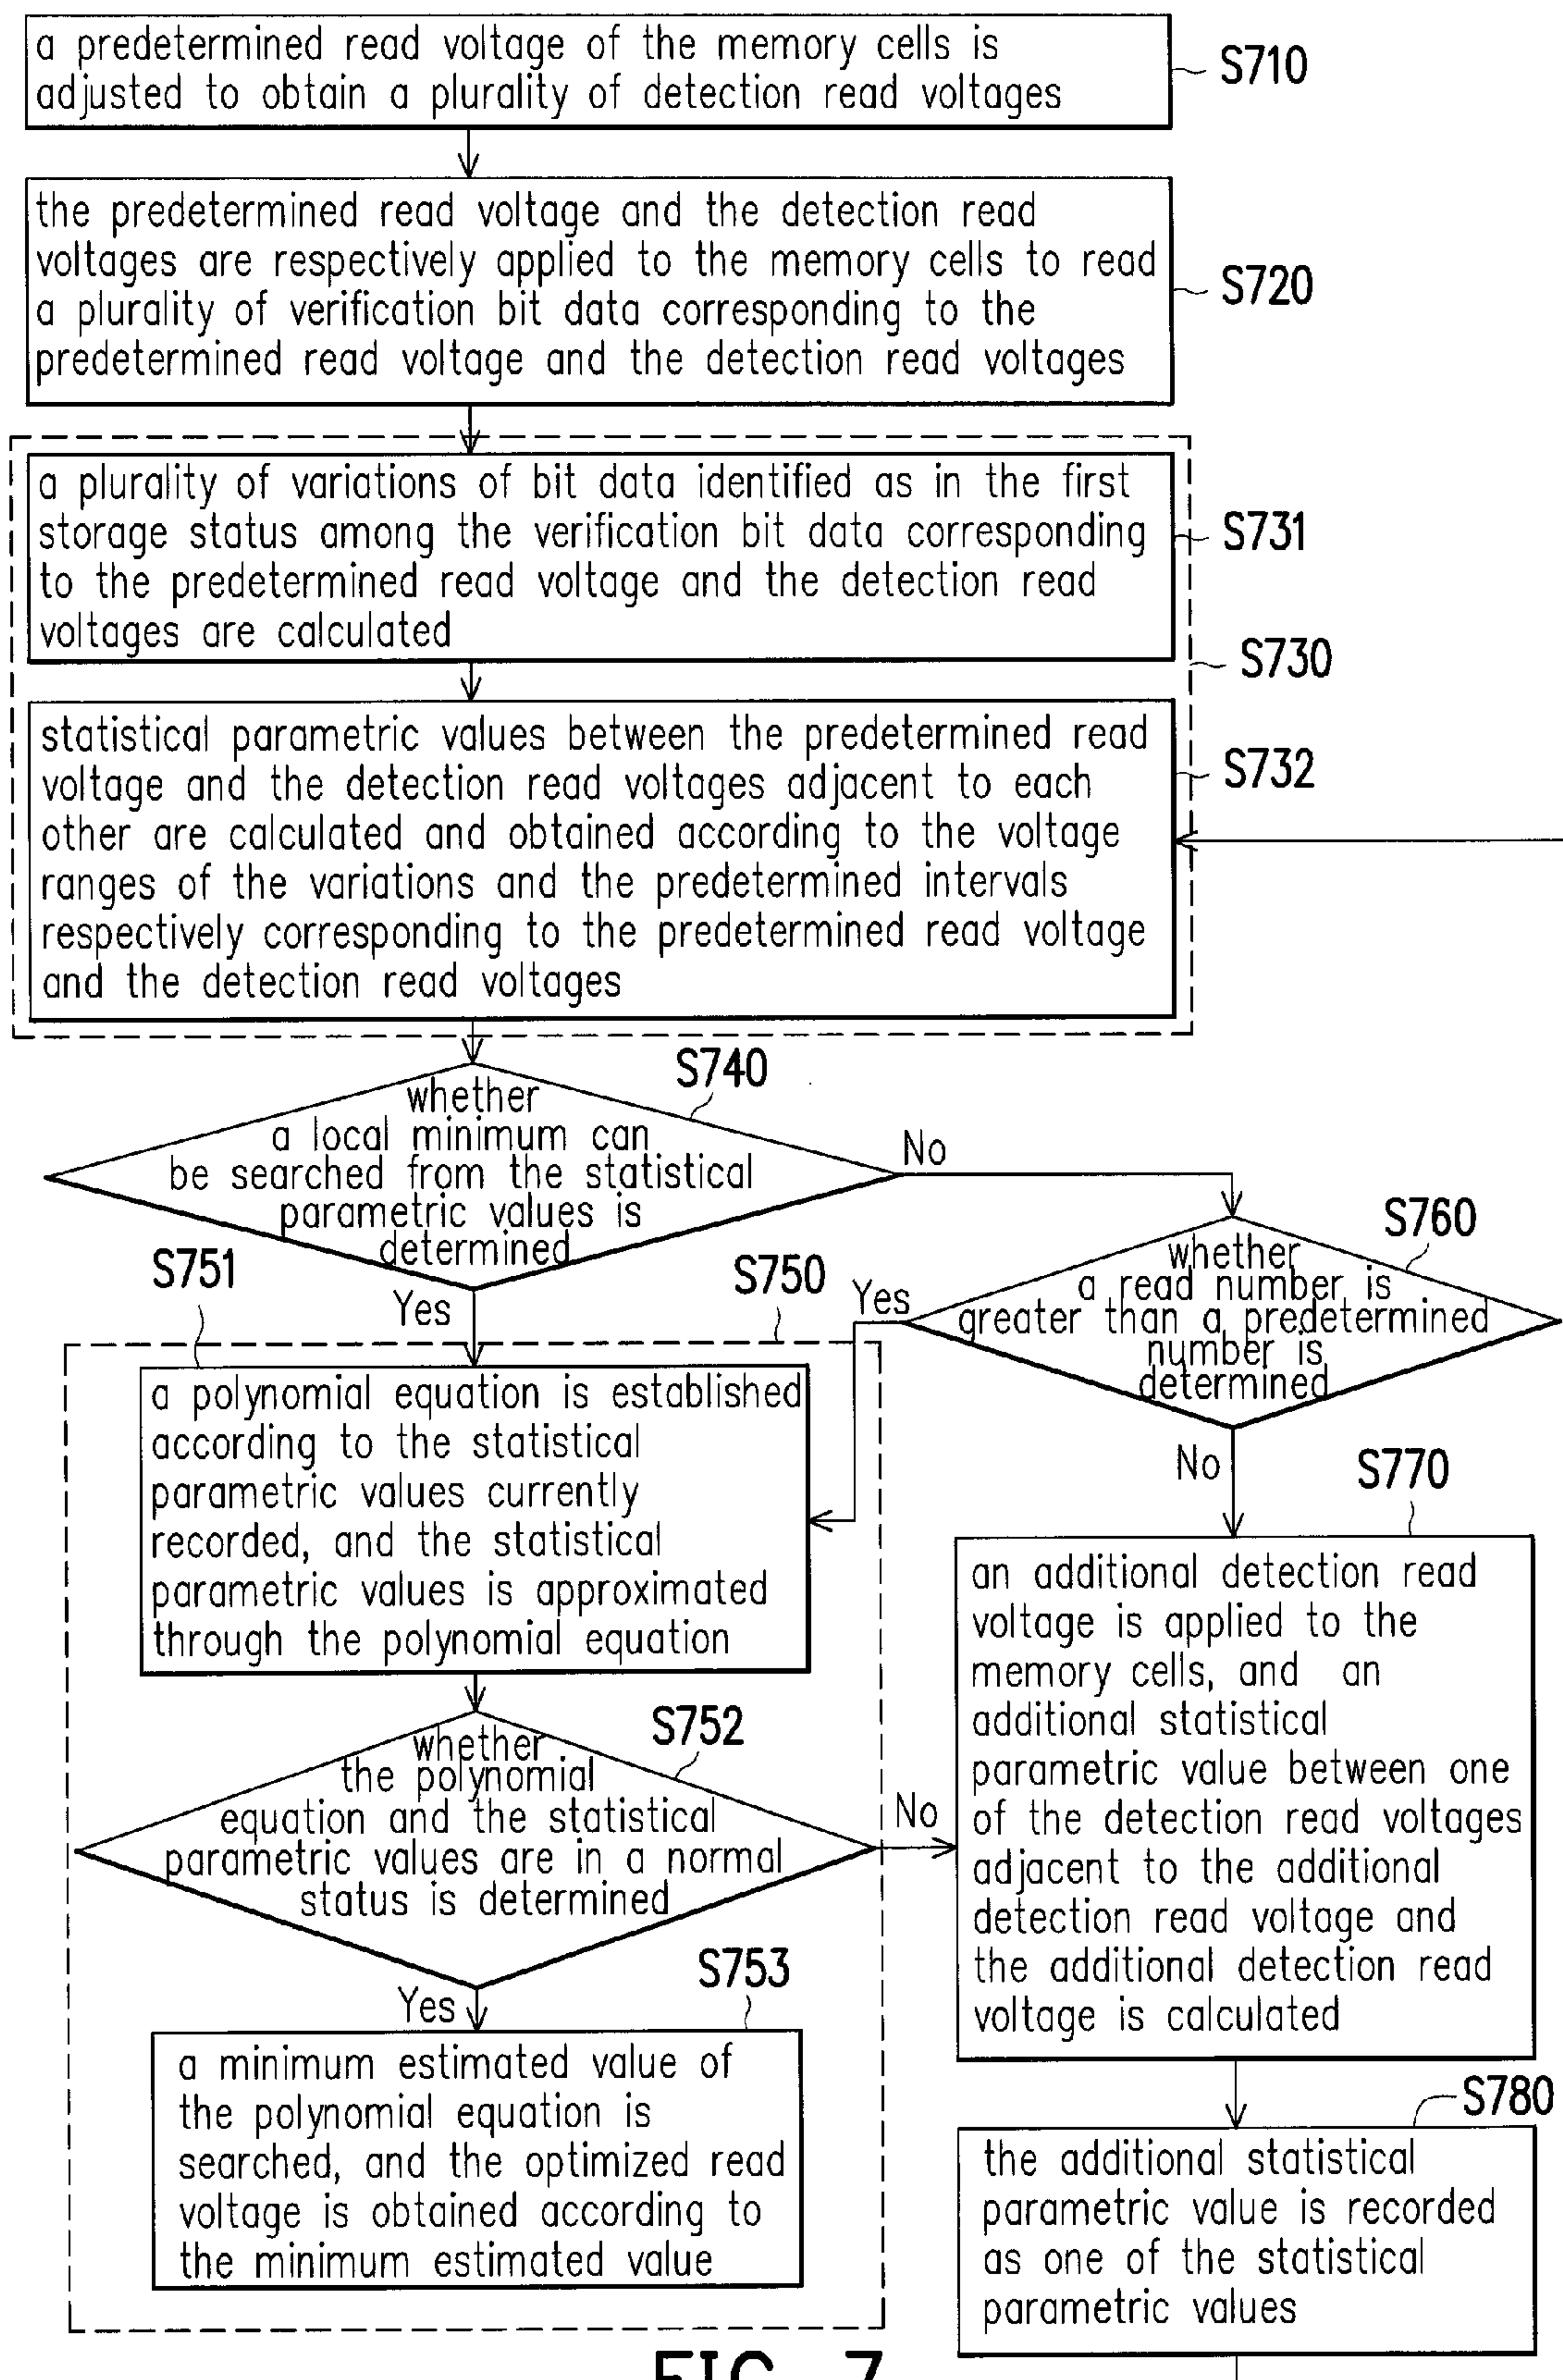 a predetermined read voltage of the memory cells is
adjusted to obtain a plurality of detection read voltages
S710
the predetermined read voltage and the detection read
voltages are respectively applied to the memory cells to read
a plurality of verification bit data corresponding to the
predetermined read voltage and the detection read voltages
S720
a plurality of variations of bit data identified as in the first
storage status among the verification bit data corresponding
to the predetermined read voltage and the detection read
voltages are calculated
S731
S730
statistical parametric values between the predetermined read
voltage and the detection read voltages adjacent to each
other are calculated and obtained according to the voltage
ranges of the variations and the predetermined intervals
respectively corresponding to the predetermined read voltage
and the detection read voltages
S732
S740
whether
a local minimum can
be searched from the statistical
parametric values is
determined
No
Yes
S760
whether
a read number is
greater than a predetermined
number is
determined
Yes
No
S750
S751
a polynomial equation is established
according to the statistical
parametric values currently
recorded, and the statistical
parametric values is approximated
through the polynomial equation
S752
whether
the polynomial
equation and the statistical
parametric values are in a normal
status is determined
No
Yes
S753
a minimum estimated value of
the polynomial equation is
searched, and the optimized read
voltage is obtained according to
the minimum estimated value
S770
an additional detection read
voltage is applied to the
memory cells, and an
additional statistical
parametric value between one
of the detection read voltages
adjacent to the additional
detection read voltage and
the additional detection read
voltage is calculated
S780
the additional statistical
parametric value is recorded
as one of the statistical
parametric values
FIG. 7